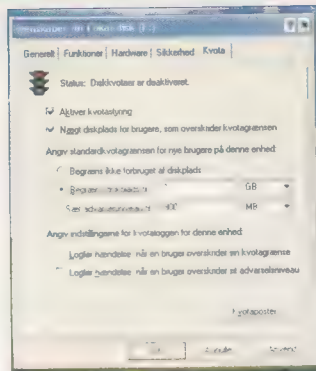 Generelt Funktioner Hardware Sikkerhed Kvota
Status: Diskkvoter er deaktiveret.
Aktiver kvotastyring
Nægt diskplads for brugere, som overskrider kvotagrænsen
Angiv standardkvotagrænsen for nye brugere på denne enhed:
Begræns ikke forbruget af diskplads
GB
MB
Angiv indstillingerne for kvotaloggen for denne enhed:
Logfør hændelse, når en bruger overskrider en kvotagrænse
Logfør hændelse, når en bruger overskrider et advarselsniveau
Kvotaposter